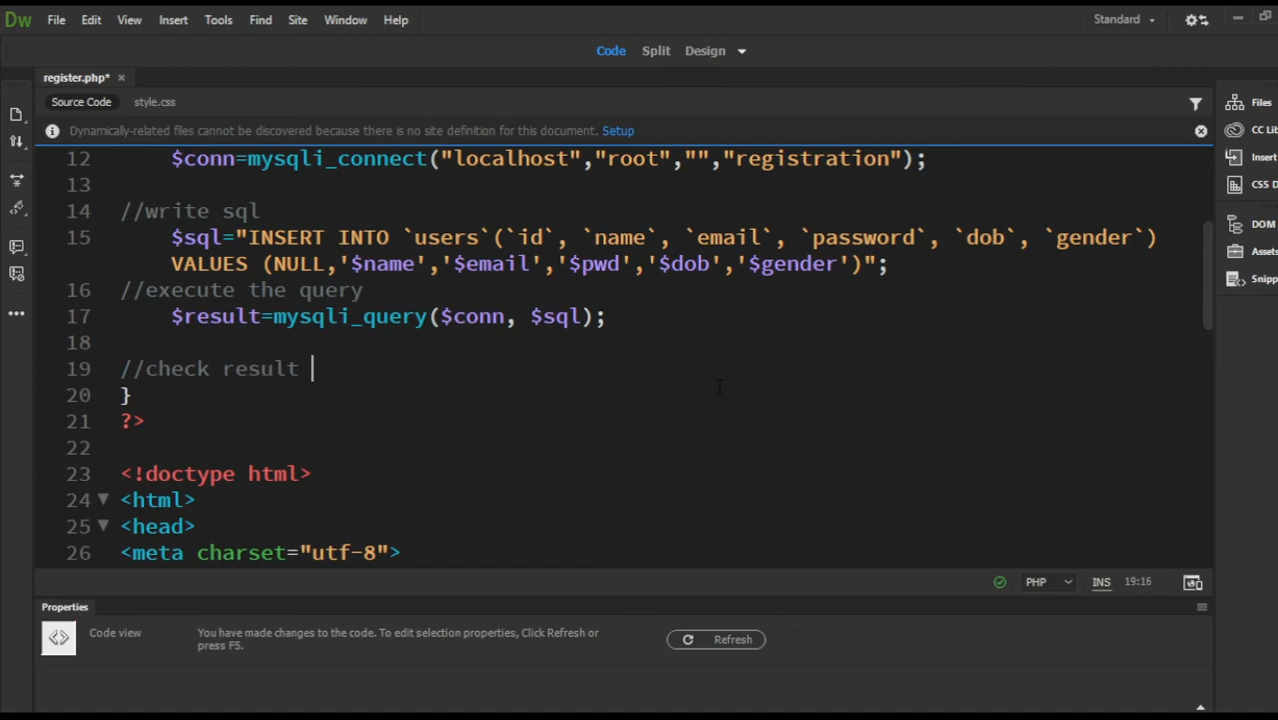 Dw File Edit View Insert Tools Find Site Window Help Standard
Code Split Design
register.php*
Source Code style.css
Dynamically-related files cannot be discovered because there is no site definition for this document. Setup
12 $conn=mysqli_connect("localhost","root","","registration");
13
14 //write sql
15 $sql="INSERT INTO `users`(`id`, `name`, `email`, `password`, `dob`, `gender`)
VALUES (NULL,'$name','$email','$pwd','$dob','$gender')";
16 //execute the query
17 $result=mysqli_query($conn, $sql);
18
19 //check result
20 }
21 ?>
22
23 <!doctype html>
24 <html>
25 <head>
26 <meta charset="utf-8">
PHP INS 19:16
Files
CC Lib
Insert
CSS D
DOM
Assets
Snipp
Properties
Code view
You have made changes to the code. To edit selection properties, Click Refresh or
press F5.
Refresh